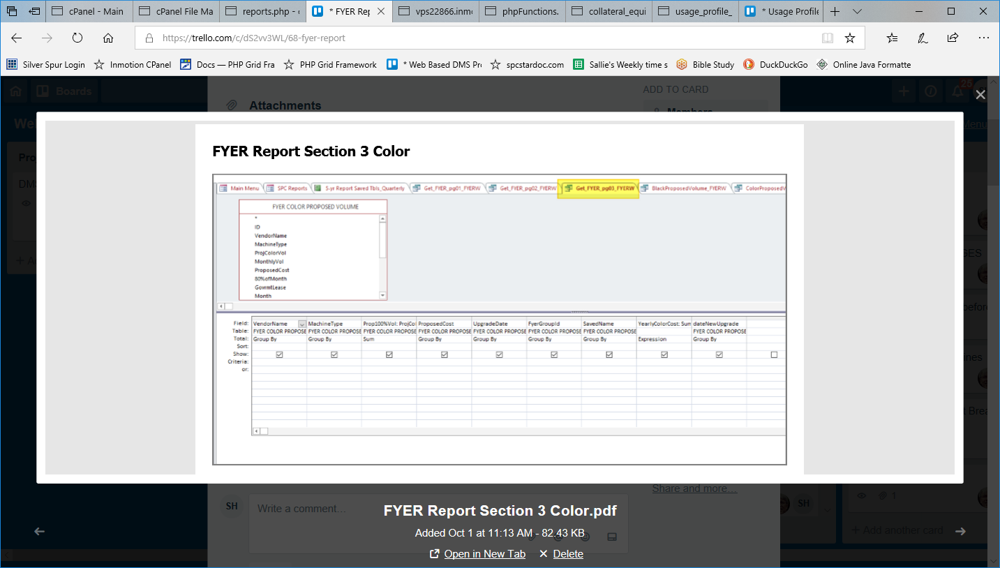 cPanel - Main
cPanel File Ma
reports.php - c
* FYER Rep
vps22866.inmo
phpFunctions.
collateral_equi
usage_profile_
* Usage Profile
https://trello.com/c/dS2vv3WL/68-fyer-report
Silver Spur Login
Inmotion CPanel
Docs — PHP Grid Fra
PHP Grid Framework
* Web Based DMS Pr
spcstardoc.com
Sallie's Weekly time s
Bible Study
DuckDuckGo
Online Java Formatte
Boards
25
Attachments
ADD TO CARD
Members
Menu
FYER Report Section 3 Color
Main Menu
SPC Reports
5-yr Report Saved Tbls_Quarterly
Get_FYER_pg01_FYERW
Get_FYER_pg02_FYERW
Get_FYER_pg03_FYERW
BlackProposedVolume_FYERW
ColorProposedV
FYER COLOR PROPOSED VOLUME
*
ID
VendorName
MachineType
ProjColorVol
MonthlyVol
ProposedCost
80%ofMonth
GovrmtLease
Month
Field: VendorName MachineType Prop100%Vol: ProjCo ProposedCost UpgradeDate FyerGroupId SavedName YearlyColorCost: Sum dateNewUpgrade
Table: FYER COLOR PROPOSE FYER COLOR PROPOSE FYER COLOR PROPOSE FYER COLOR PROPOSE FYER COLOR PROPOSE FYER COLOR PROPOSE FYER COLOR PROPOSE FYER COLOR PROPOSE
Total: Group By Group By Sum Group By Group By Group By Group By Expression Group By
Sort:
Show:
Criteria:
or:
Share and more…
SH
Write a comment…
FYER Report Section 3 Color.pdf
Added Oct 1 at 11:13 AM - 82.43 KB
Open in New Tab
Delete
SH
1
+ Add another card